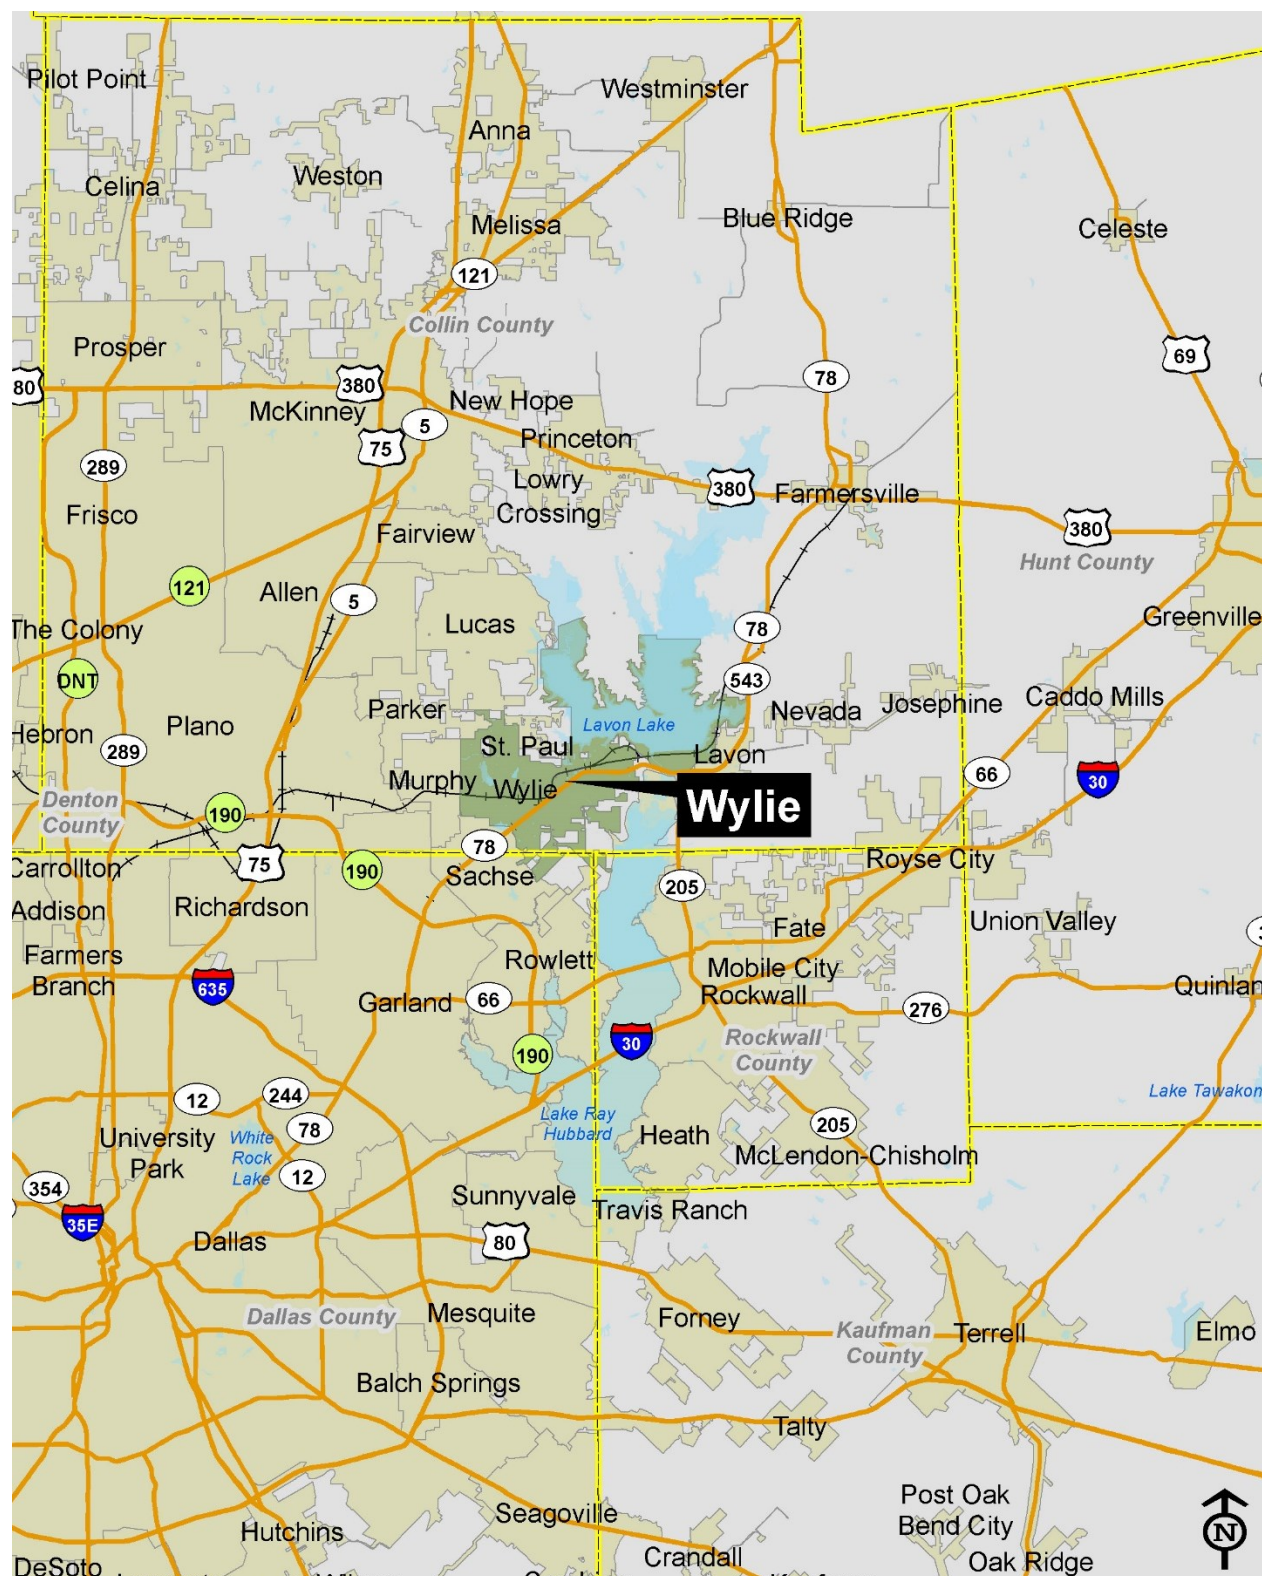 Pilot Point
Westminster
Anna
Weston
Celina
Blue Ridge
Melissa
Celeste
121
Collin County
Prosper
69
80
380
78
New Hope
McKinney
5
Princeton
75
289
Lowry
Crossing
380
Farmersville
Frisco
Fairview
380
Hunt County
121
Allen
5
Greenville
Lucas
78
The Colony
DNT
543
Caddo Mills
Josephine
Parker
Nevada
Plano
Lavon Lake
Hebron
289
St. Paul
Lavon
66
30
Murphy
Wylie
Wylie
Denton
County
190
78
75
Royse City
Carrollton
190
Sachse
205
Addison
Richardson
Union Valley
Fate
Farmers
Branch
Rowlett
Mobile City
635
Garland
66
Rockwall
Quinlan
276
190
30
Rockwall
County
12
244
Lake Tawakon
78
Lake Ray
Hubbard
205
University
Park
White
Rock
Lake
Heath
McLendon-Chisholm
12
354
Sunnyvale
Travis Ranch
35E
Dallas
80
Dallas County
Mesquite
Forney
Kaufman
County
Terrell
Elmo
Balch Springs
Talty
Post Oak
Bend City
Seagoville
Hutchins
N
Crandall
Oak Ridge
DeSoto